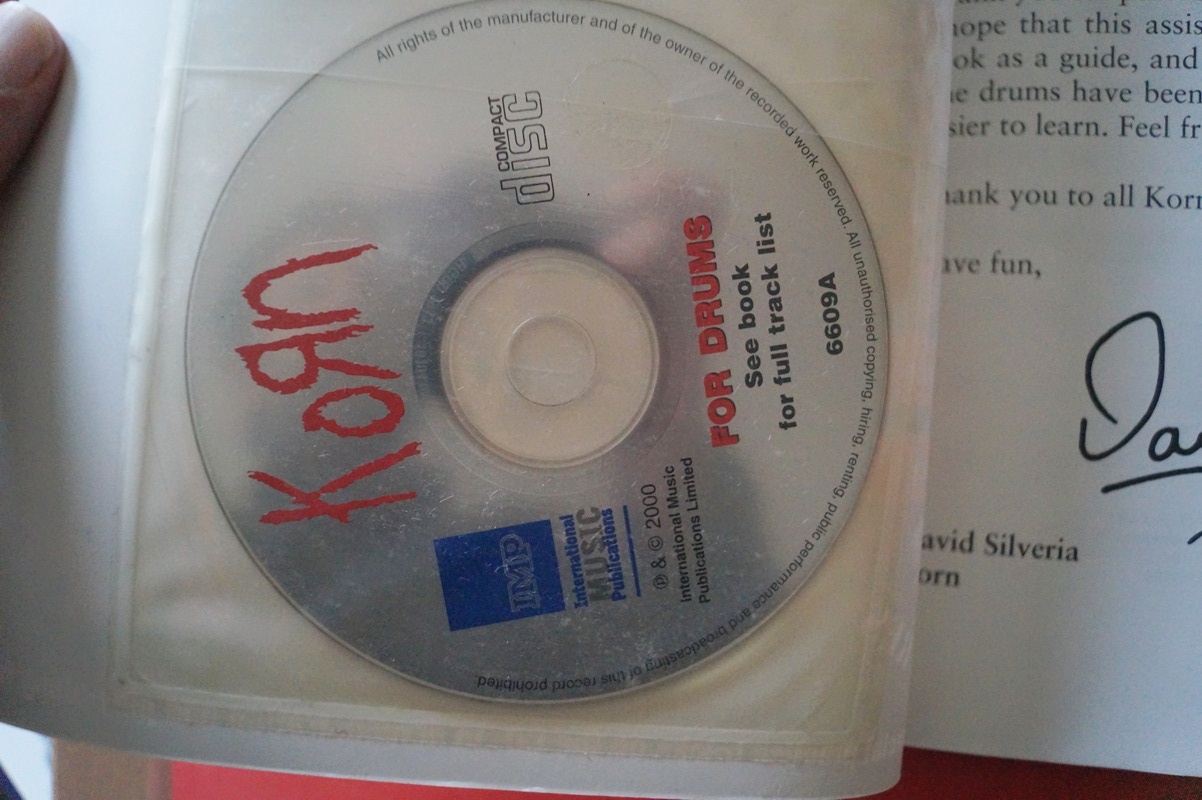 All rights of the manufacturer and of the owner of the recorded work reserved. All unauthorised copying, hiring, renting, public performance and broadcasting of this record prohibited.
COMPACT
disc
KoRn
FOR DRUMS
See book
for full track list
6609A
IMP
International
MUSIC
Publications
℗ & © 2000
International Music
Publications Limited
hope that this assis
ok as a guide, and
e drums have been
sier to learn. Feel fr
hank you to all Korn
ave fun,
Da
avid Silveria
orn